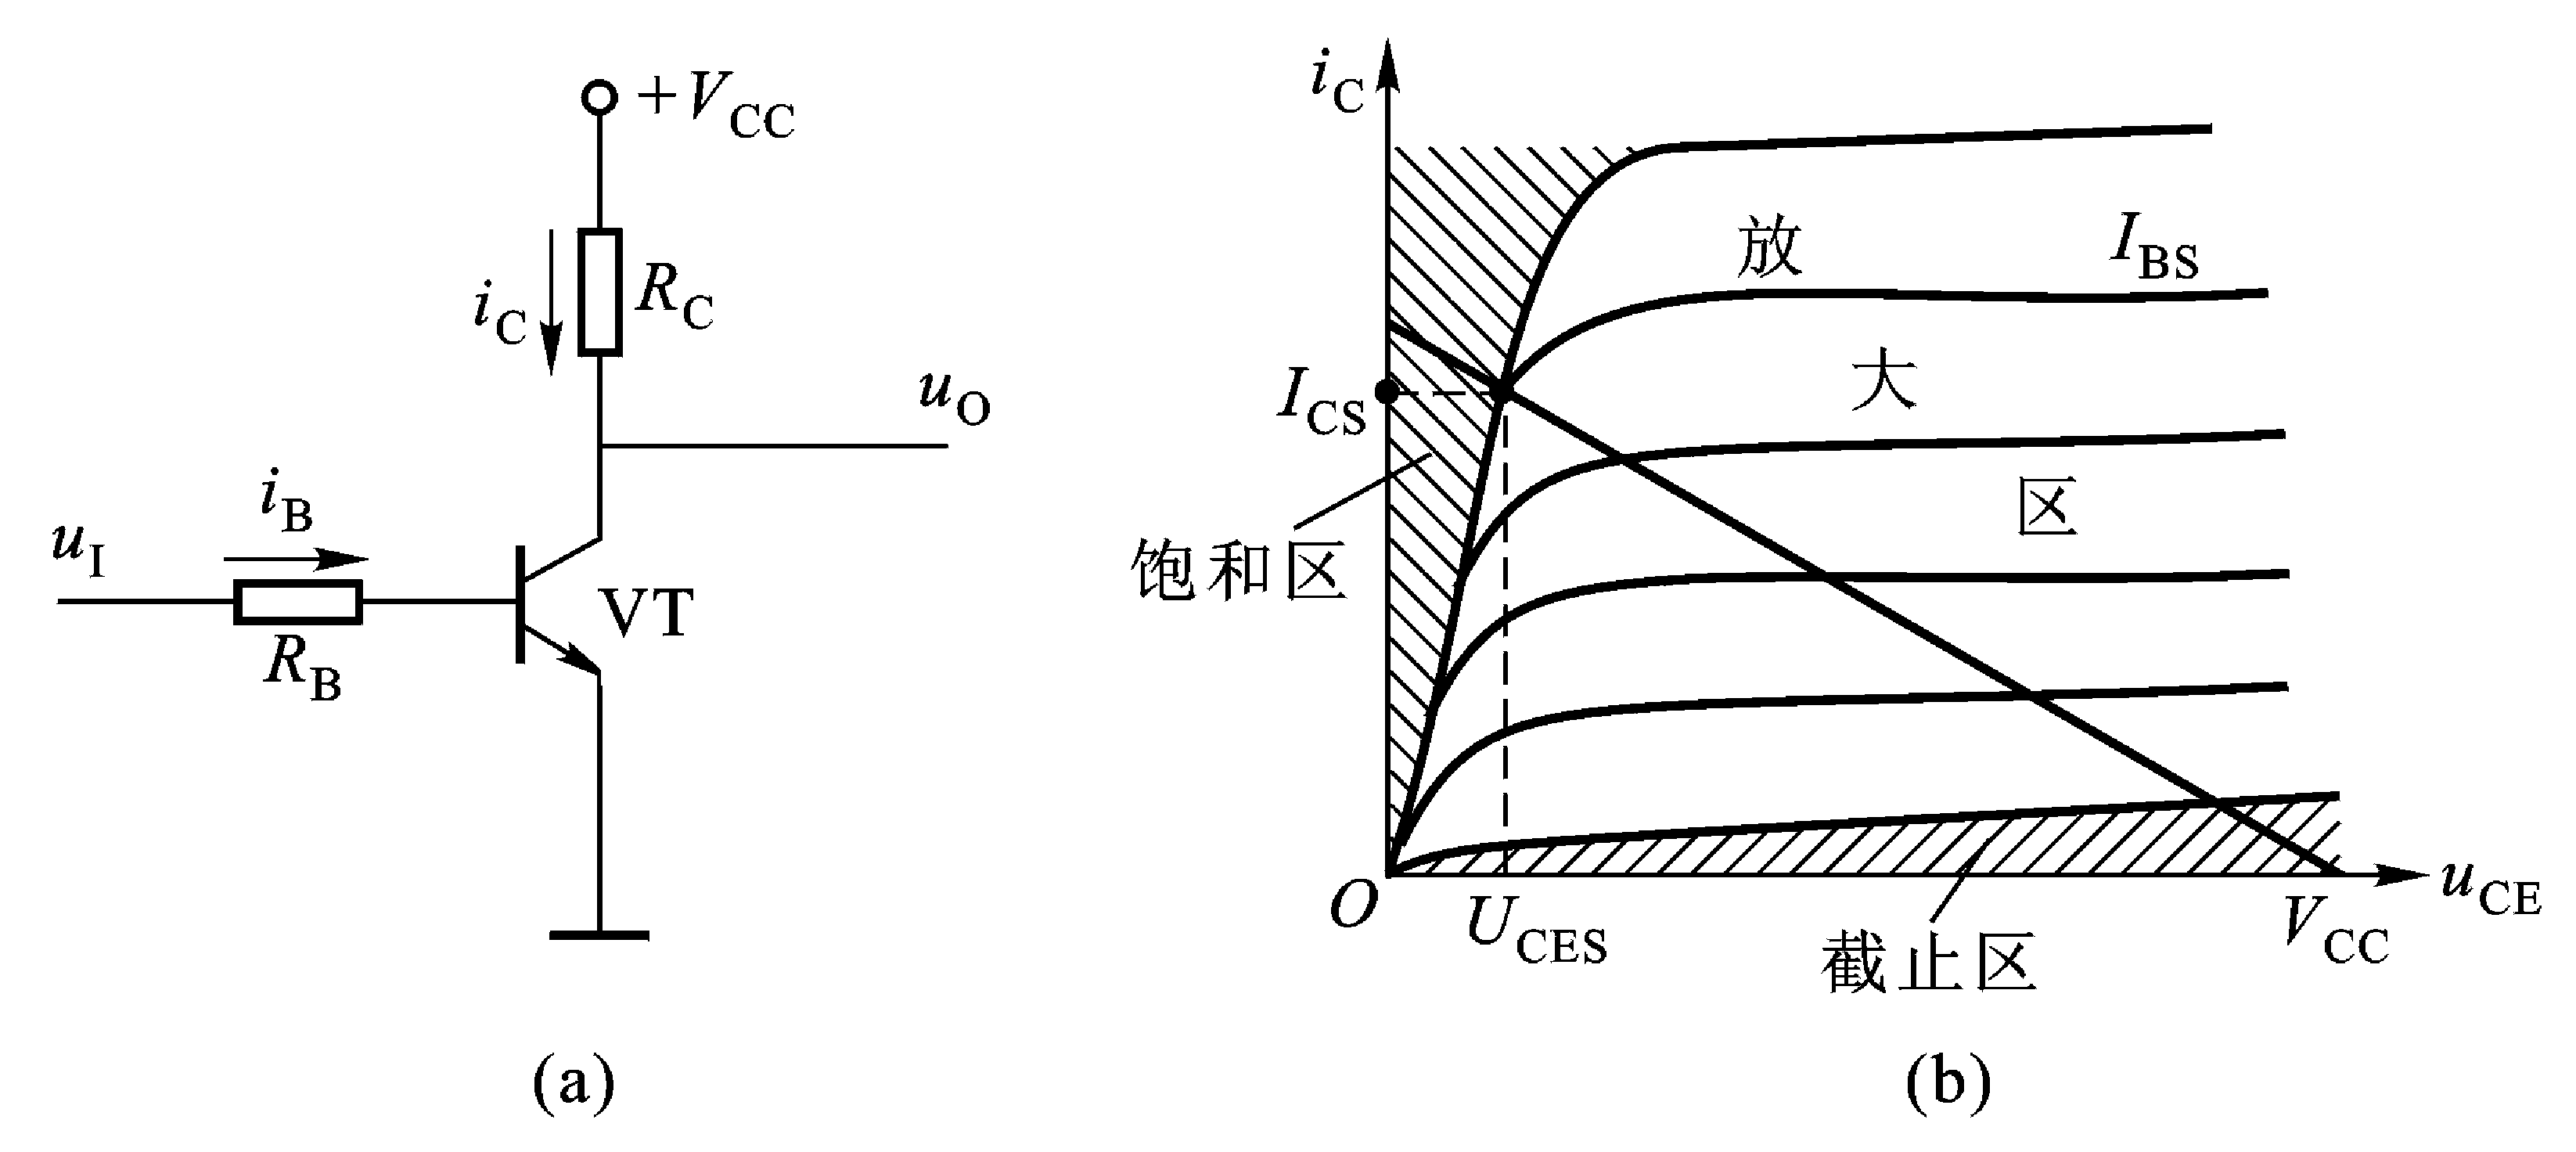 +V_CC
i_C
R_C
u_O
i_B
u_I
R_B
VT
(a)
i_C
放
I_BS
大
I_CS
区
饱和区
O
U_CES
V_CC
u_CE
截止区
(b)